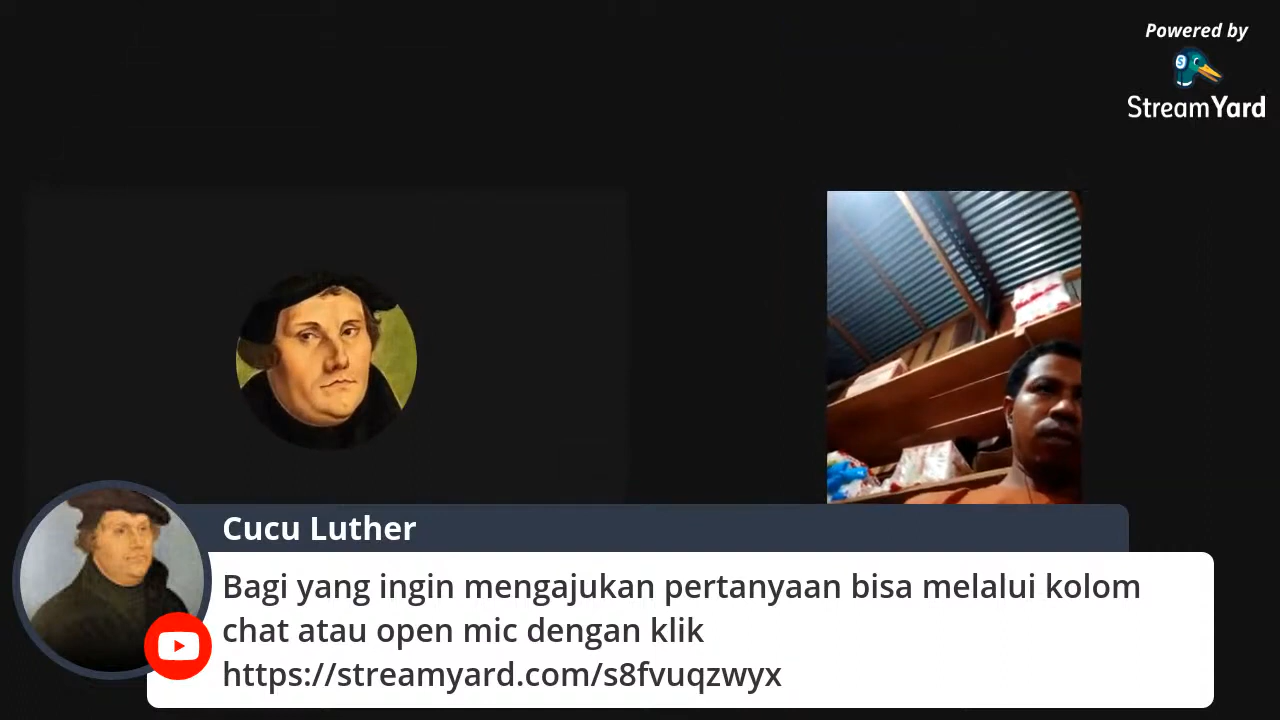 Powered by
StreamYard
Cucu Luther
Bagi yang ingin mengajukan pertanyaan bisa melalui kolom
chat atau open mic dengan klik
https://streamyard.com/s8fvuqzwyx